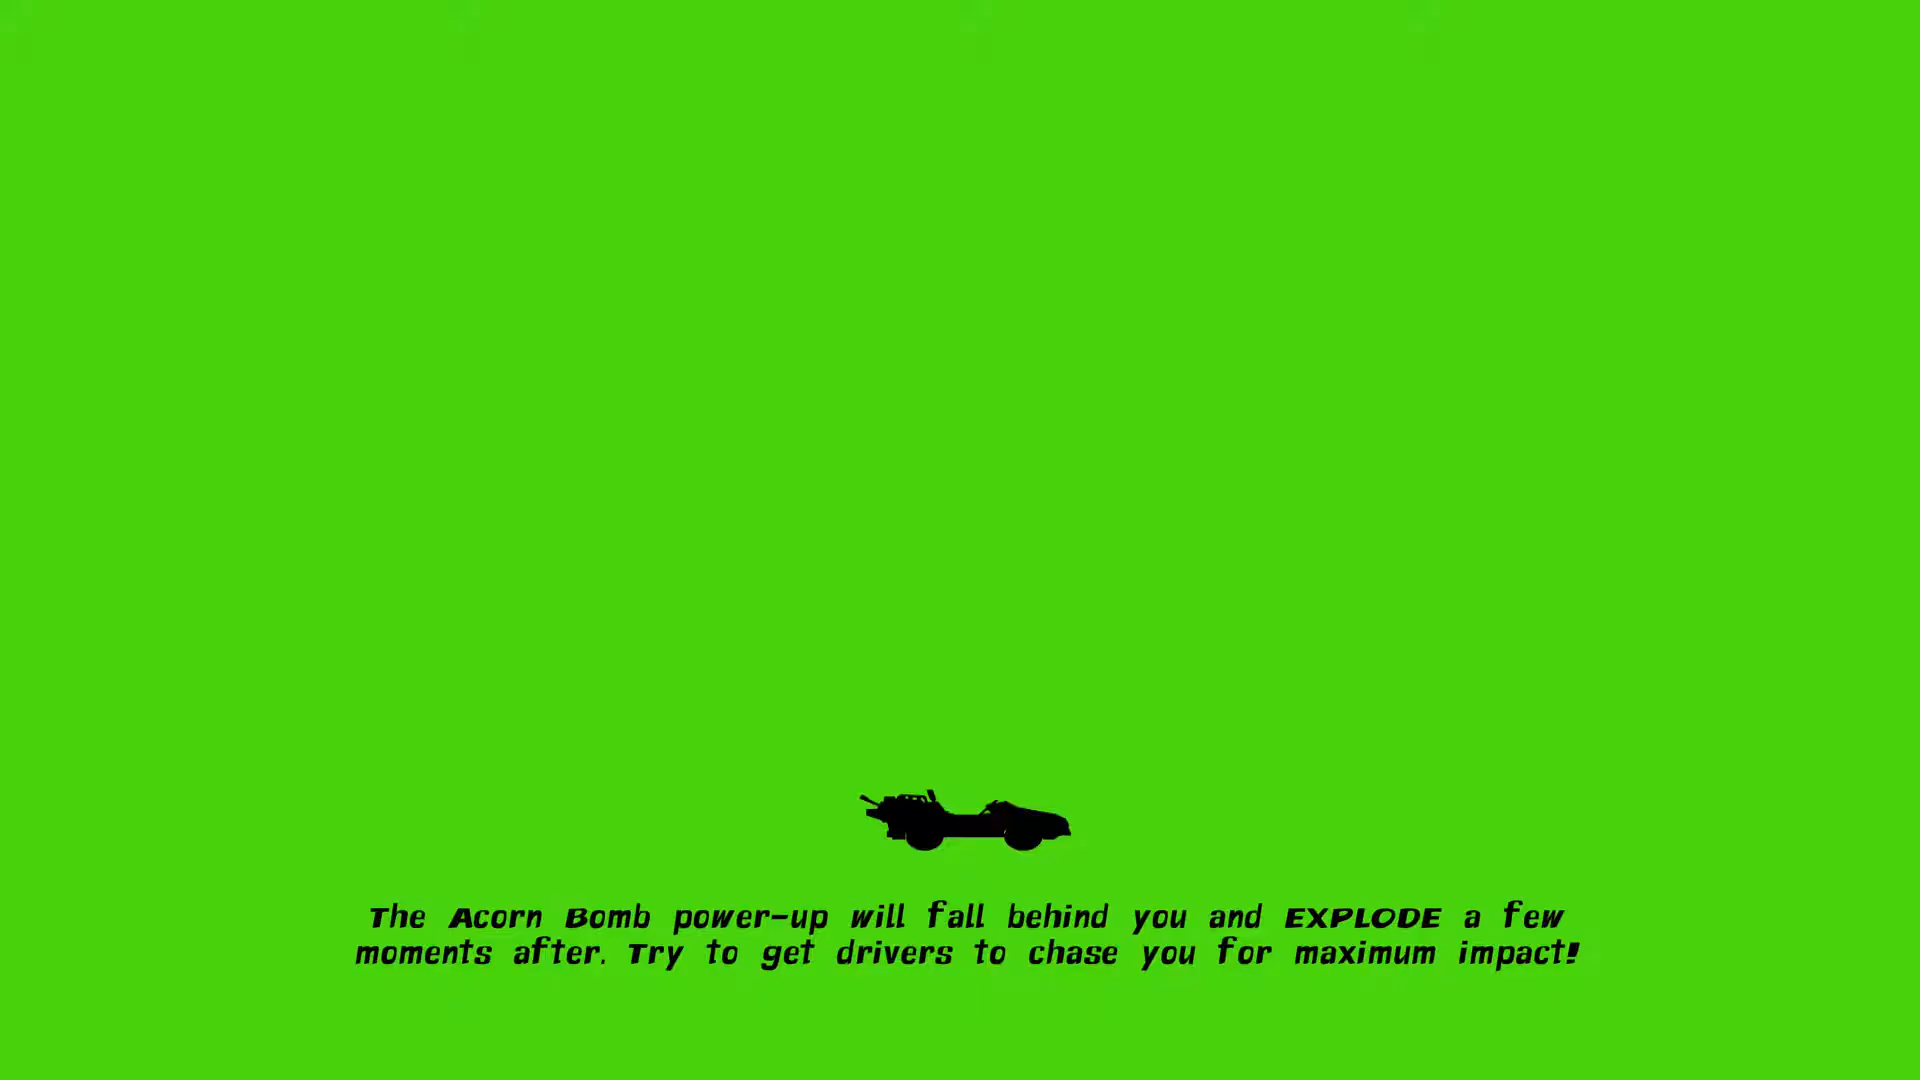 The Acorn Bomb power-up will fall behind you and EXPLODE a few
moments after. Try to get drivers to chase you for maximum impact!